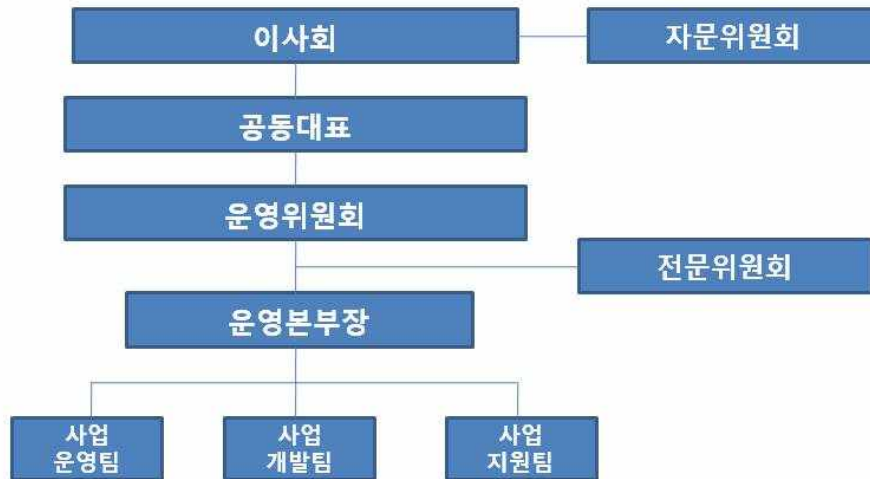 이사회
자문위원회
공동대표
운영위원회
전문위원회
운영본부장
사업
운영팀
사업
개발팀
사업
지원팀